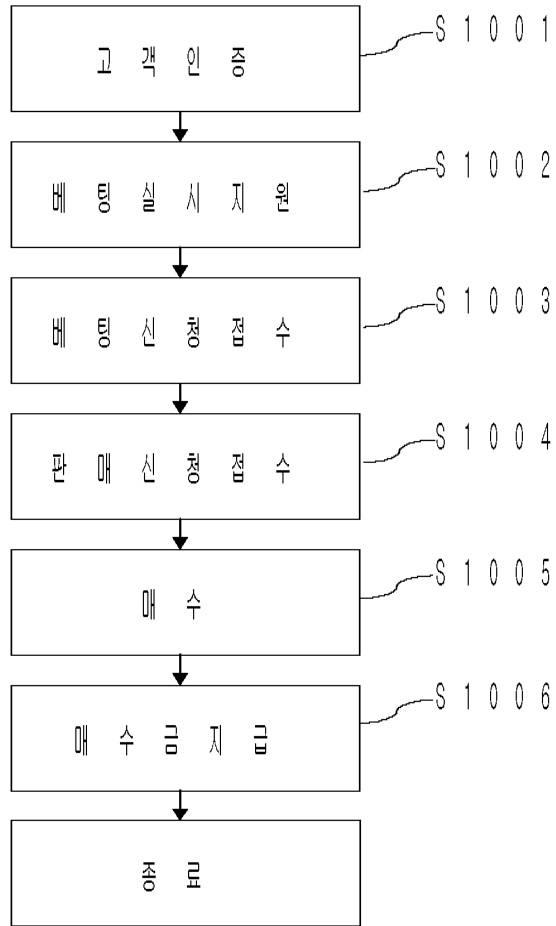 고객인증
S1001
베팅실시지원
S1002
베팅신청접수
S1003
판매신청접수
S1004
매수
S1005
매수금지급
S1006
종료